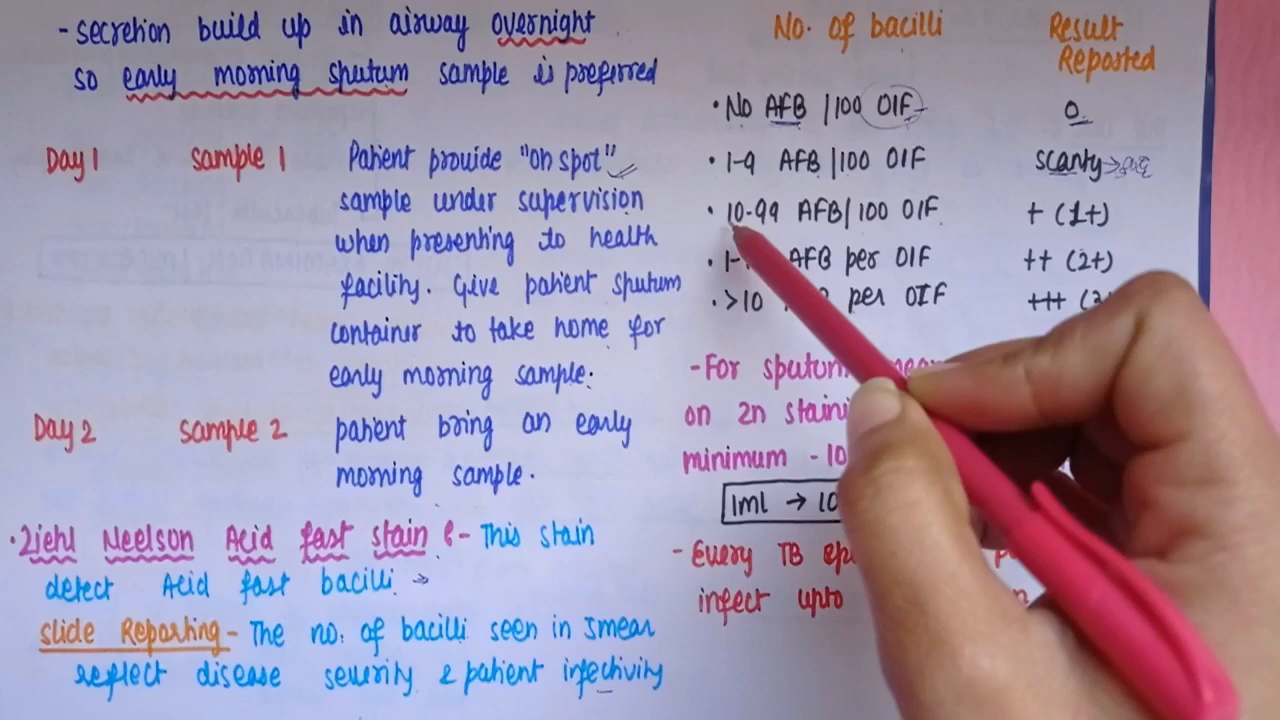 - secretion build up in airway overnight
so early morning sputum sample is preferred
Day 1 sample 1 Patient provide "on spot"
sample under supervision
when presenting to health
facility. Give patient sputum
container to take home for
early morning sample.
Day 2 sample 2 patient bring an early
morning sample.
• Ziehl Neelson Acid fast stain :- This stain
detect Acid fast bacilli
slide Reporting - The no. of bacilli seen in smear
reflect disease severity & patient infectivity
No. of bacilli Result
Reported
• No AFB /100 OIF 0
• 1-9 AFB /100 OIF scanty →
• 10-99 AFB/100 OIF + (1+)
• 1- AFB per OIF ++ (2+)
• >10 per OIF +++
- For sputum
on Zn
minimum - 10
1ml → 10
- Every TB
infect upto